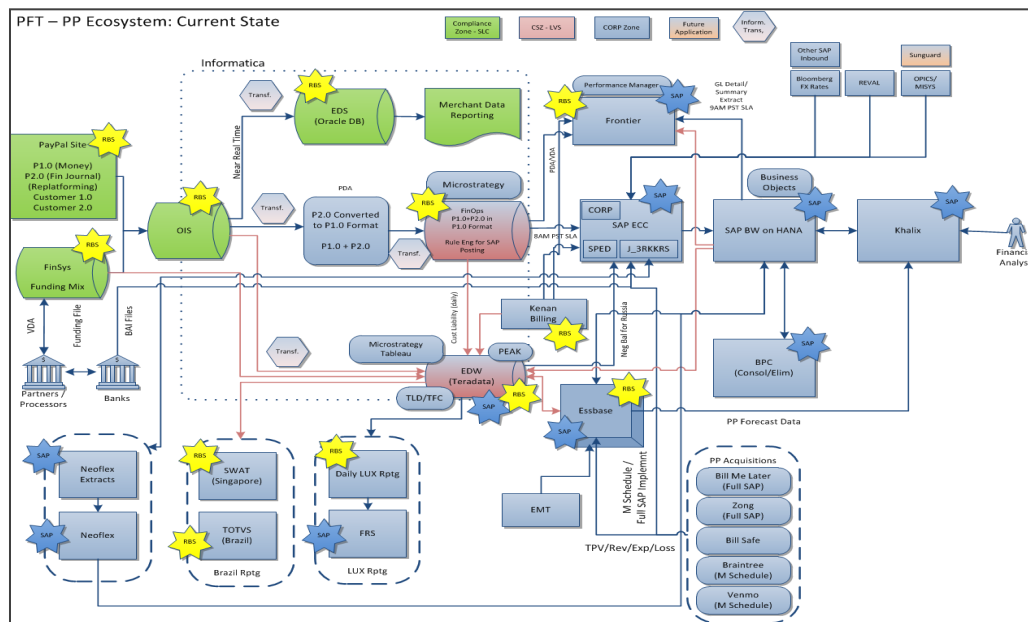 PFT – PP Ecosystem: Current State
Compliance
Zone - SLC
CSZ - LVS
CORP Zone
Future
Application
Inform.
Trans,
Informatica
Transf.
RBS
EDS
(Oracle DB)
Merchant Data
Reporting
RBS
PayPal Site
P1.0 (Money)
P2.0 (Fin Journal)
(Replatforming)
Customer 1.0
Customer 2.0
Near Real Time
RBS
OIS
Transf.
PDA
P2.0 Converted
to P1.0 Format
P1.0 + P2.0
Transf.
Microstrategy
RBS
FinOps
P1.0+P2.0 in
P1.0 Format
Rule Eng for SAP
Posting
RBS
FinSys
Funding Mix
VDA
Funding File
BAI Files
Partners /
Processors
Banks
S
S
Transf.
Cust Liability (daily)
Microstrategy
Tableau
PEAK
EDW
(Teradata)
TLD/TFC
SAP
RBS
Kenan
Billing
RBS
PDA/VDA
8AM PST SLA
Performance Manager
RBS
SAP
Frontier
GL Detail/
Summary
Extract
9AM PST SLA
Other SAP
Inbound
Bloomberg
FX Rates
REVAL
Sunguard
OPICS/
MISYS
CORP
SAP
SAP ECC
SPED
J_3RKKRS
Business
Objects
SAP
SAP BW on HANA
SAP
Khalix
Financial
Analys
SAP
BPC
(Consol/Elim)
Neg Bal for Russia
RBS
Essbase
SAP
PP Forecast Data
EMT
M Schedule /
Full SAP Implemnt
TPV/Rev/Exp/Loss
SAP
Neoflex
Extracts
SAP
Neoflex
RBS
SWAT
(Singapore)
RBS
TOTVS
(Brazil)
Brazil Rptg
RBS
Daily LUX Rptg
SAP
FRS
LUX Rptg
PP Acquisitions
SAP
Bill Me Later
(Full SAP)
Zong
(Full SAP)
Bill Safe
Braintree
(M Schedule)
Venmo
(M Schedule)